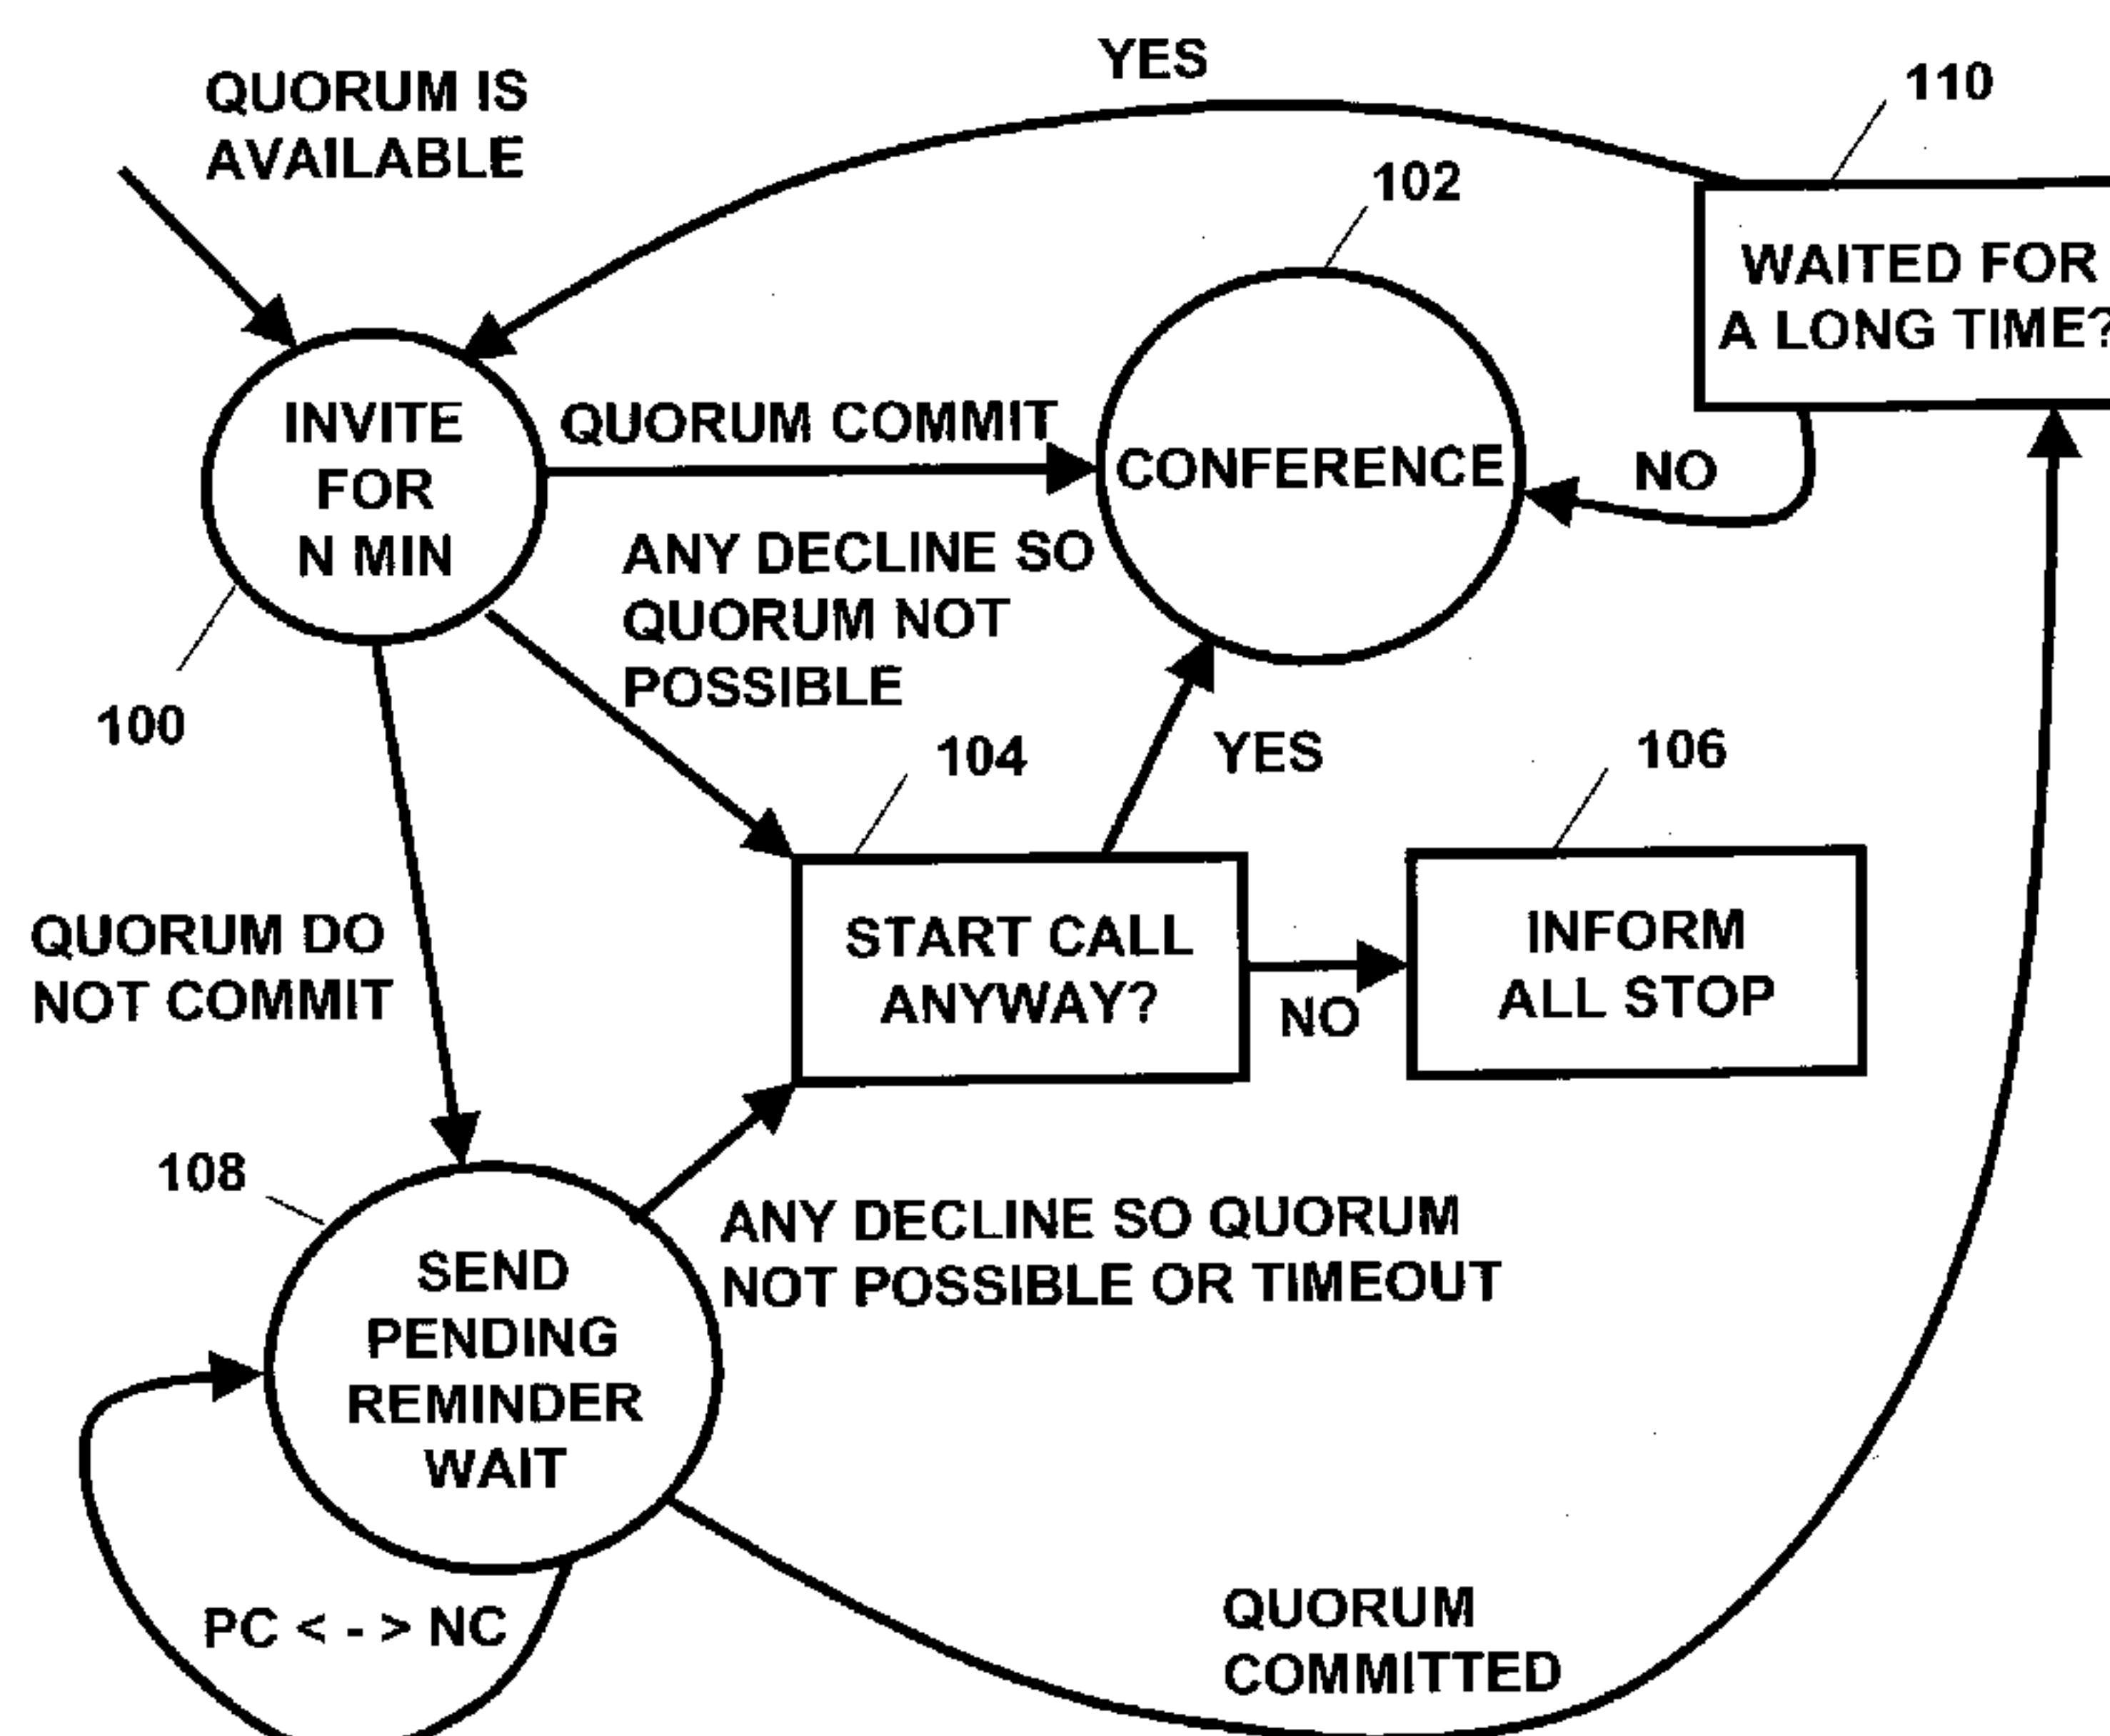 YES
QUORUM IS
AVAILABLE
110
102
WAITED FOR
A LONG TIME?
INVITE
FOR
N MIN
QUORUM COMMIT
CONFERENCE
NO
ANY DECLINE SO
QUORUM NOT
POSSIBLE
100
104
YES
106
START CALL
ANYWAY?
NO
INFORM
ALL STOP
QUORUM DO
NOT COMMIT
108
ANY DECLINE SO QUORUM
NOT POSSIBLE OR TIMEOUT
SEND
PENDING
REMINDER
WAIT
PC < - > NC
QUORUM
COMMITTED